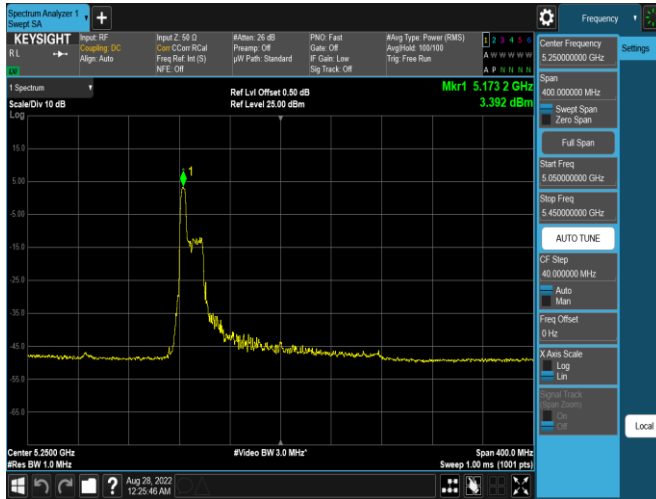 Spectrum Analyzer 1
Swept SA
+
Frequency
KEYSIGHT
R L
LU
Input: RF
Coupling: DC
Align: Auto
Input Z: 50 Ω
Corr CCorr RCal
Freq Ref: Int (S)
NFE: Off
#Atten: 26 dB
Preamp: Off
µW Path: Standard
PNO: Fast
Gate: Off
IF Gain: Low
Sig Track: Off
#Avg Type: Power (RMS)
Avg|Hold: 100/100
Trig: Free Run
1 2 3 4 5 6
A W W W W W
A P N N N N
1 Spectrum
Scale/Div 10 dB
Log
Ref Lvl Offset 0.50 dB
Ref Level 25.00 dBm
Mkr1 5.173 2 GHz
3.392 dBm
15.0
5.00
-5.00
-15.0
-25.0
-35.0
-45.0
-55.0
-65.0
1
Center 5.2500 GHz
#Res BW 1.0 MHz
#Video BW 3.0 MHz*
Span 400.0 MHz
Sweep 1.00 ms (1001 pts)
Center Frequency
5.250000000 GHz
Settings
Span
400.000000 MHz
Swept Span
Zero Span
Full Span
Start Freq
5.050000000 GHz
Stop Freq
5.450000000 GHz
AUTO TUNE
CF Step
40.000000 MHz
Auto
Man
Freq Offset
0 Hz
X Axis Scale
Log
Lin
Signal Track
(Span Zoom)
On
Off
Local
?
Aug 28, 2022
12:25:46 AM